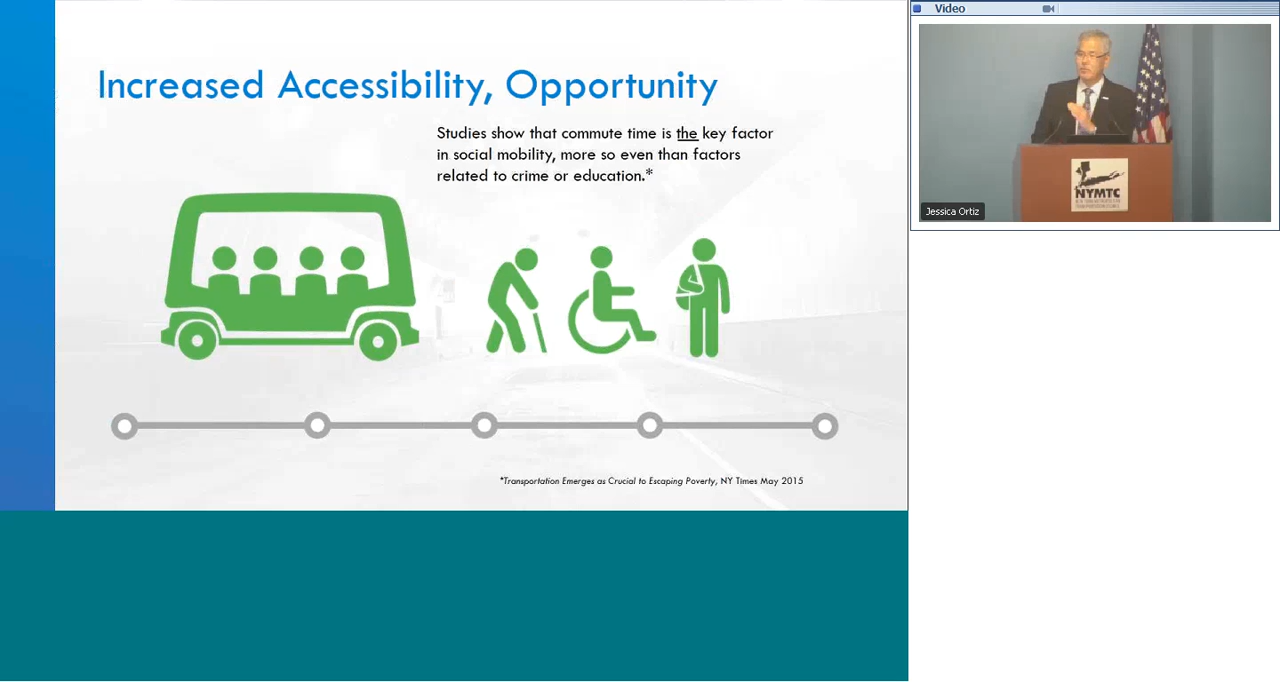 Increased Accessibility, Opportunity
Studies show that commute time is the key factor
in social mobility, more so even than factors
related to crime or education.*
*Transportation Emerges as Crucial to Escaping Poverty, NY Times May 2015
Video
NYMTC
Jessica Ortiz